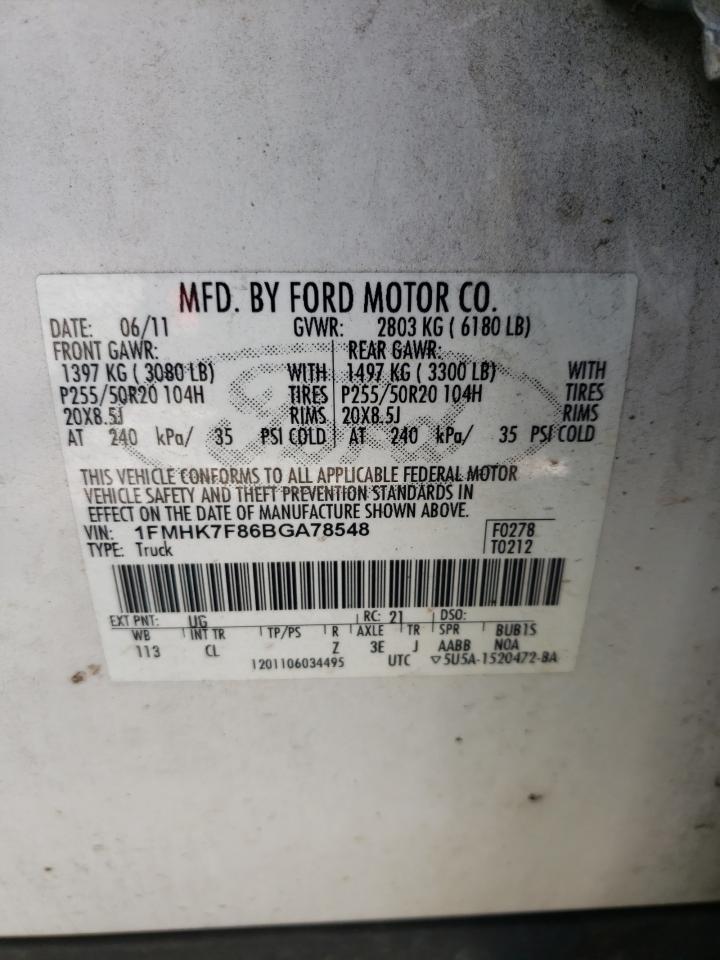 MFD. BY FORD MOTOR CO.
DATE: 06/11 GVWR: 2803 KG ( 6180 LB)
FRONT GAWR: REAR GAWR:
1397 KG ( 3080 LB) WITH 1497 KG ( 3300 LB) WITH
P255/50R20 104H TIRES P255/50R20 104H TIRES
20X8.5J RIMS 20X8.5J RIMS
AT 240 kPa/ 35 PSI COLD AT 240 kPa/ 35 PSI COLD
THIS VEHICLE CONFORMS TO ALL APPLICABLE FEDERAL MOTOR
VEHICLE SAFETY AND THEFT PREVENTION STANDARDS IN
EFFECT ON THE DATE OF MANUFACTURE SHOWN ABOVE.
VIN: 1FMHK7F86BGA78548 F0278
TYPE: Truck T0212
EXT PNT: UG RC: 21 DSO:
WB INT TR TP/PS R AXLE TR SPR BUB1S
113 CL Z 3E J AABB NOA
1201106034495 UTC ▽5U5A-1520472-BA